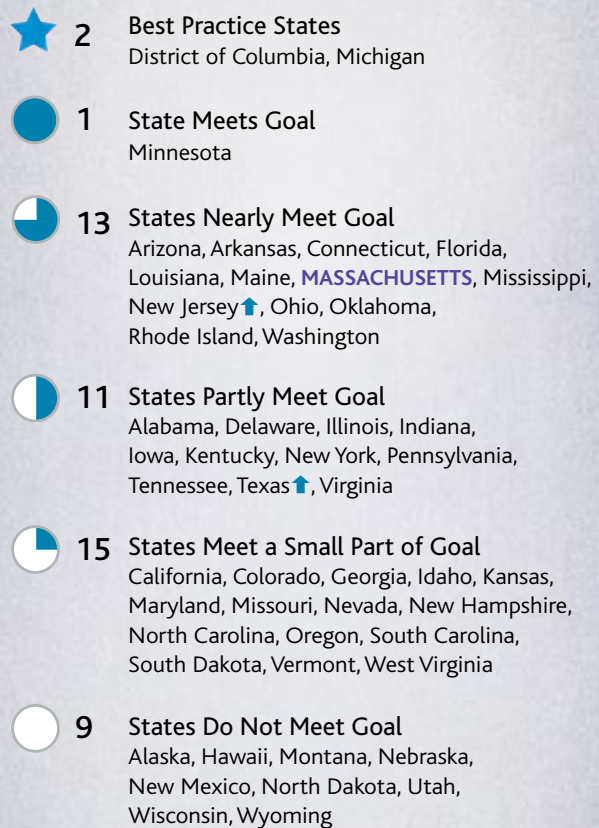 2 Best Practice States
District of Columbia, Michigan
1 State Meets Goal
Minnesota
13 States Nearly Meet Goal
Arizona, Arkansas, Connecticut, Florida,
Louisiana, Maine, MASSACHUSETTS, Mississippi,
New Jersey⬆, Ohio, Oklahoma,
Rhode Island, Washington
11 States Partly Meet Goal
Alabama, Delaware, Illinois, Indiana,
Iowa, Kentucky, New York, Pennsylvania,
Tennessee, Texas⬆, Virginia
15 States Meet a Small Part of Goal
California, Colorado, Georgia, Idaho, Kansas,
Maryland, Missouri, Nevada, New Hampshire,
North Carolina, Oregon, South Carolina,
South Dakota, Vermont, West Virginia
9 States Do Not Meet Goal
Alaska, Hawaii, Montana, Nebraska,
New Mexico, North Dakota, Utah,
Wisconsin, Wyoming